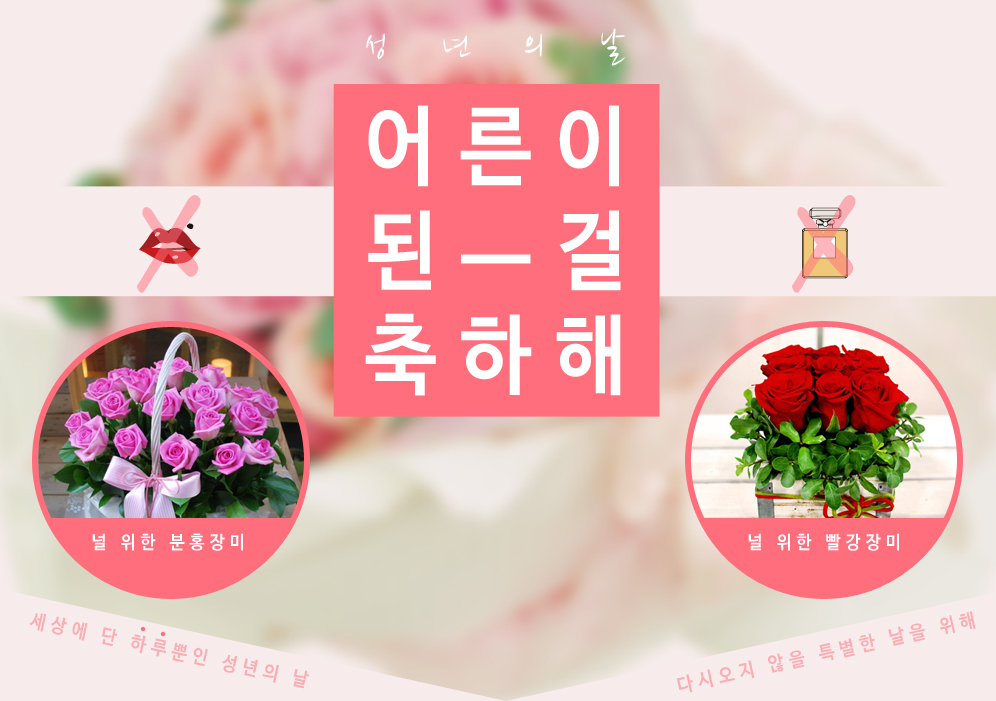 성년의 날
어른이
된 — 걸
축하해
널 위한 분홍장미
널 위한 빨강장미
세상에 단 하루뿐인 성년의 날
다시오지 않을 특별한 날을 위해